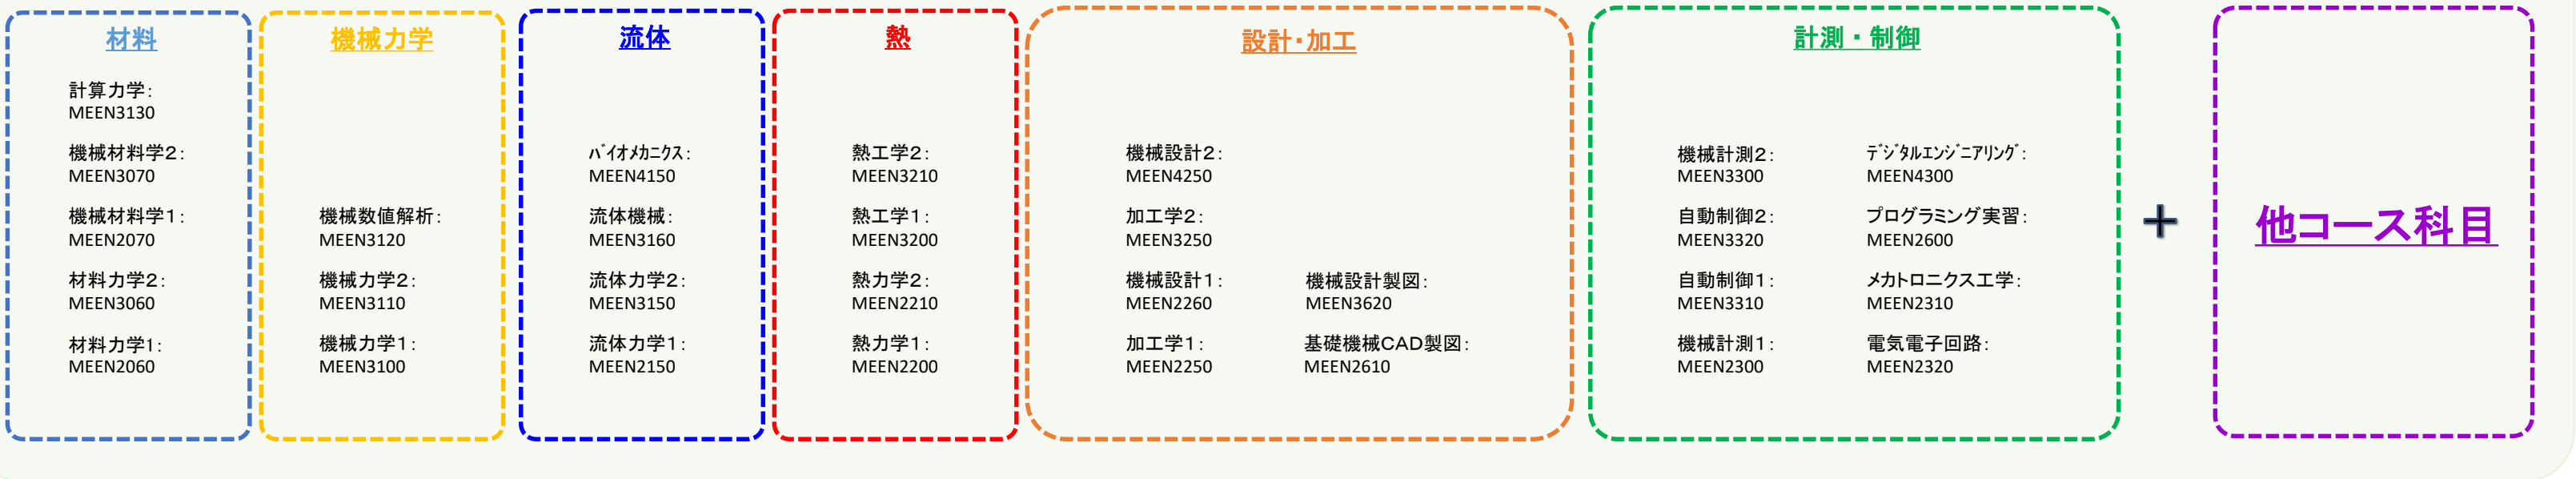 材料
計算力学:
MEEN3130
機械材料学2:
MEEN3070
機械材料学1:
MEEN2070
材料力学2:
MEEN3060
材料力学1:
MEEN2060
機械力学
機械数値解析:
MEEN3120
機械力学2:
MEEN3110
機械力学1:
MEEN3100
流体
バイオメカニクス:
MEEN4150
流体機械:
MEEN3160
流体力学2:
MEEN3150
流体力学1:
MEEN2150
熱
熱工学2:
MEEN3210
熱工学1:
MEEN3200
熱力学2:
MEEN2210
熱力学1:
MEEN2200
設計・加工
機械設計2:
MEEN4250
加工学2:
MEEN3250
機械設計1:
MEEN2260
加工学1:
MEEN2250
機械設計製図:
MEEN3620
基礎機械CAD製図:
MEEN2610
計測・制御
機械計測2:
MEEN3300
自動制御2:
MEEN3320
自動制御1:
MEEN3310
機械計測1:
MEEN2300
デジタルエンジニアリング:
MEEN4300
プログラミング実習:
MEEN2600
メカトロニクス工学:
MEEN2310
電気電子回路:
MEEN2320
+
他コース科目